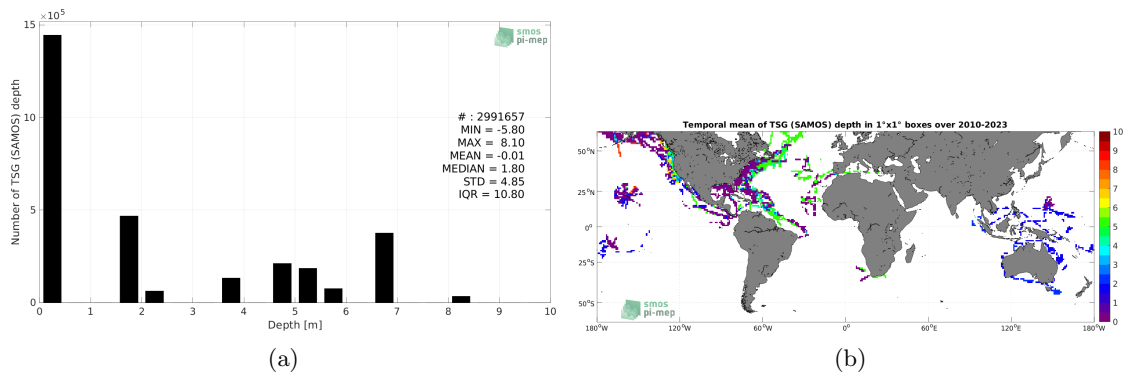 ×10^5
15
10
5
0
Number of TSG (SAMOS) depth
smos
pi-mep
# : 2991657
MIN = -5.80
MAX = 8.10
MEAN = -0.01
MEDIAN = 1.80
STD = 4.85
IQR = 10.80
0 1 2 3 4 5 6 7 8 9 10
Depth [m]
(a)
Temporal mean of TSG (SAMOS) depth in 1°x1° boxes over 2010-2023
50°N
25°N
0°
25°S
50°S
smos
pi-mep
180°W 120°W 60°W 0° 60°E 120°E 180°E
10
9
8
7
6
5
4
3
2
1
0
(b)